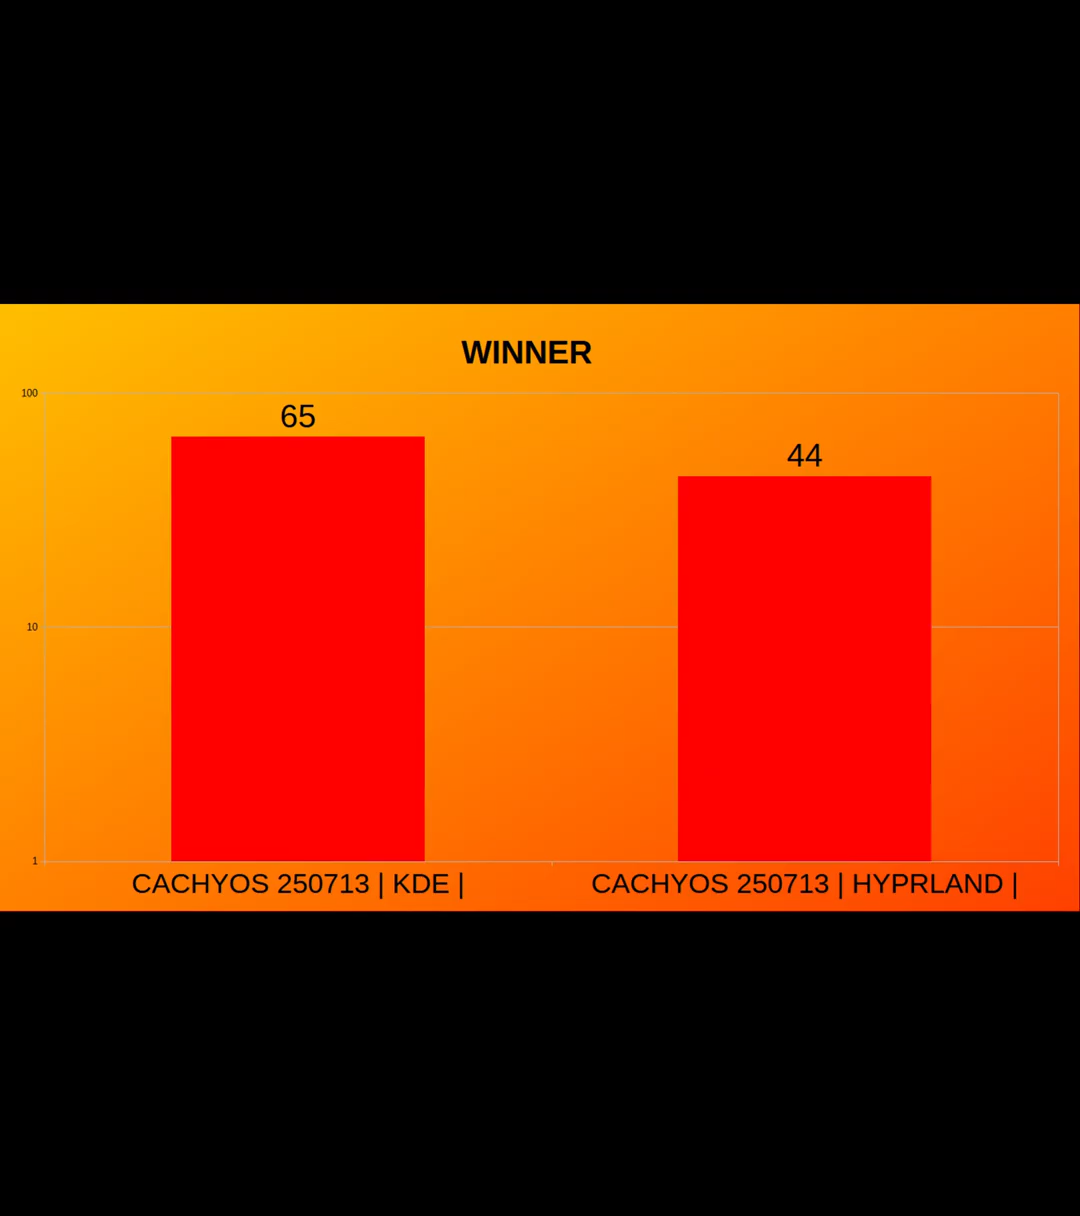 WINNER
100
65
44
10
1
CACHYOS 250713 | KDE |
CACHYOS 250713 | HYPRLAND |